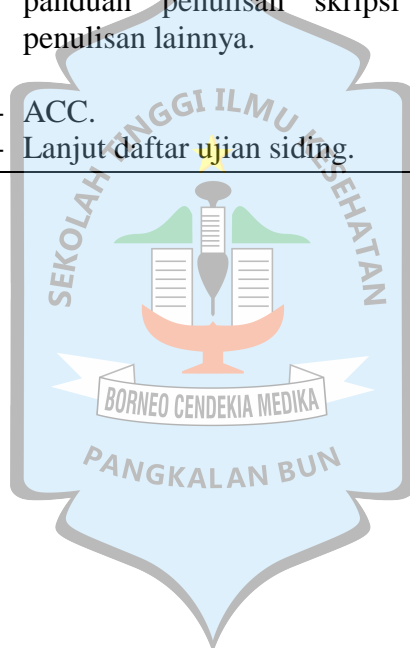 panduan penulisan skripsi
penulisan lainnya.
- ACC.
- Lanjut daftar ujian siding.
SEKOLAH TINGGI ILMU KESEHATAN
BORNEO CENDEKIA MEDIKA
PANGKALAN BUN